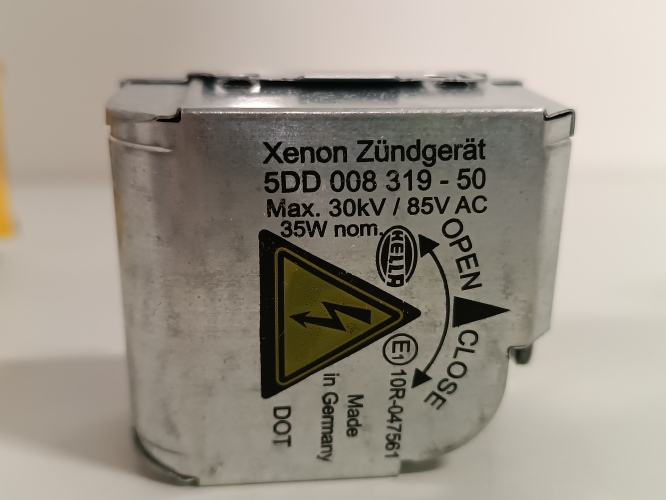 Xenon Zündgerät
5DD 008 319 - 50
Max. 30kV / 85V AC
35W nom.
HELLA
OPEN
CLOSE
E1 10R-047561
Made
in Germany
DOT